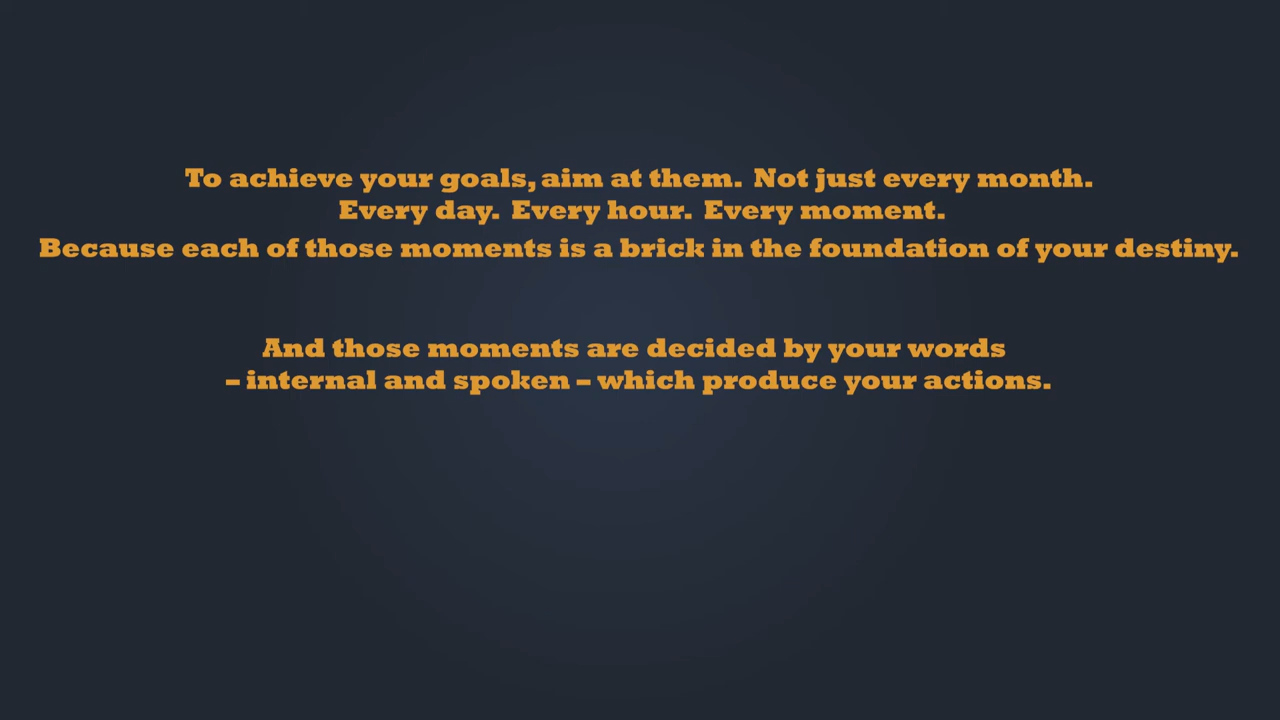 To achieve your goals, aim at them. Not just every month.
Every day. Every hour. Every moment.
Because each of those moments is a brick in the foundation of your destiny.
And those moments are decided by your words
– internal and spoken – which produce your actions.